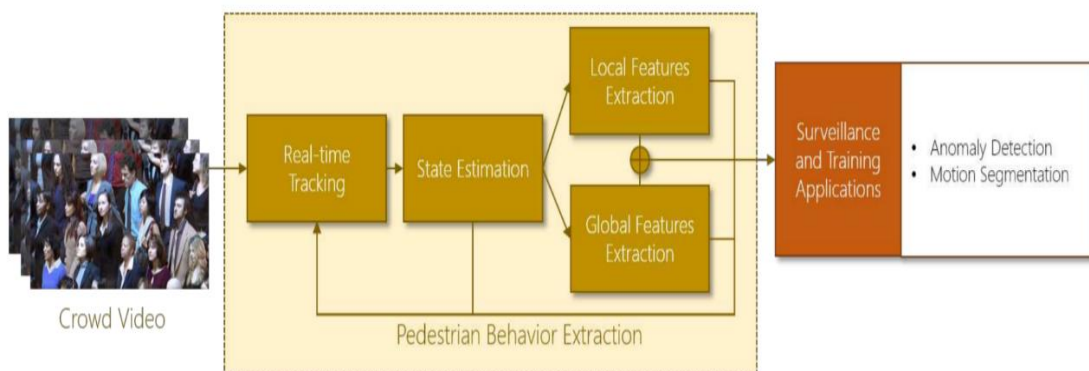 Crowd Video
Real-time
Tracking
State Estimation
Local Features
Extraction
Global Features
Extraction
Pedestrian Behavior Extraction
Surveillance
and Training
Applications
• Anomaly Detection
• Motion Segmentation